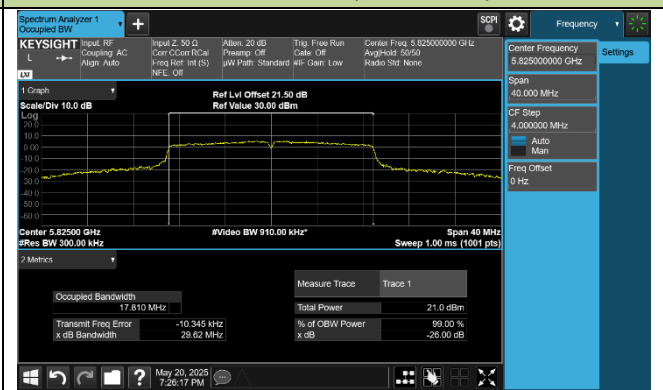 Spectrum Analyzer 1
Occupied BW
+
SCPI
Frequency
KEYSIGHT
L
LXI
Input: RF
Coupling: AC
Align: Auto
Input Z: 50 Ω
Corr CCorr RCal
Freq Ref: Int (S)
NFE: Off
Atten: 20 dB
Preamp: Off
µW Path: Standard
Trig: Free Run
Gate: Off
#IF Gain: Low
Center Freq: 5.825000000 GHz
Avg|Hold: 50/50
Radio Std: None
Center Frequency
5.825000000 GHz
Settings
Span
40.000 MHz
CF Step
4.000000 MHz
Auto
Man
Freq Offset
0 Hz
1 Graph
Scale/Div 10.0 dB
Ref Lvl Offset 21.50 dB
Ref Value 30.00 dBm
Log
20.0
10.0
0.00
-10.0
-20.0
-30.0
-40.0
-50.0
-60.0
Center 5.82500 GHz
#Video BW 910.00 kHz*
Span 40 MHz
#Res BW 300.00 kHz
Sweep 1.00 ms (1001 pts)
2 Metrics
Measure Trace
Trace 1
Occupied Bandwidth
17.810 MHz
Total Power
21.0 dBm
Transmit Freq Error
-10.345 kHz
% of OBW Power
99.00 %
x dB Bandwidth
29.62 MHz
x dB
-26.00 dB
?
May 20, 2025
7:26:17 PM